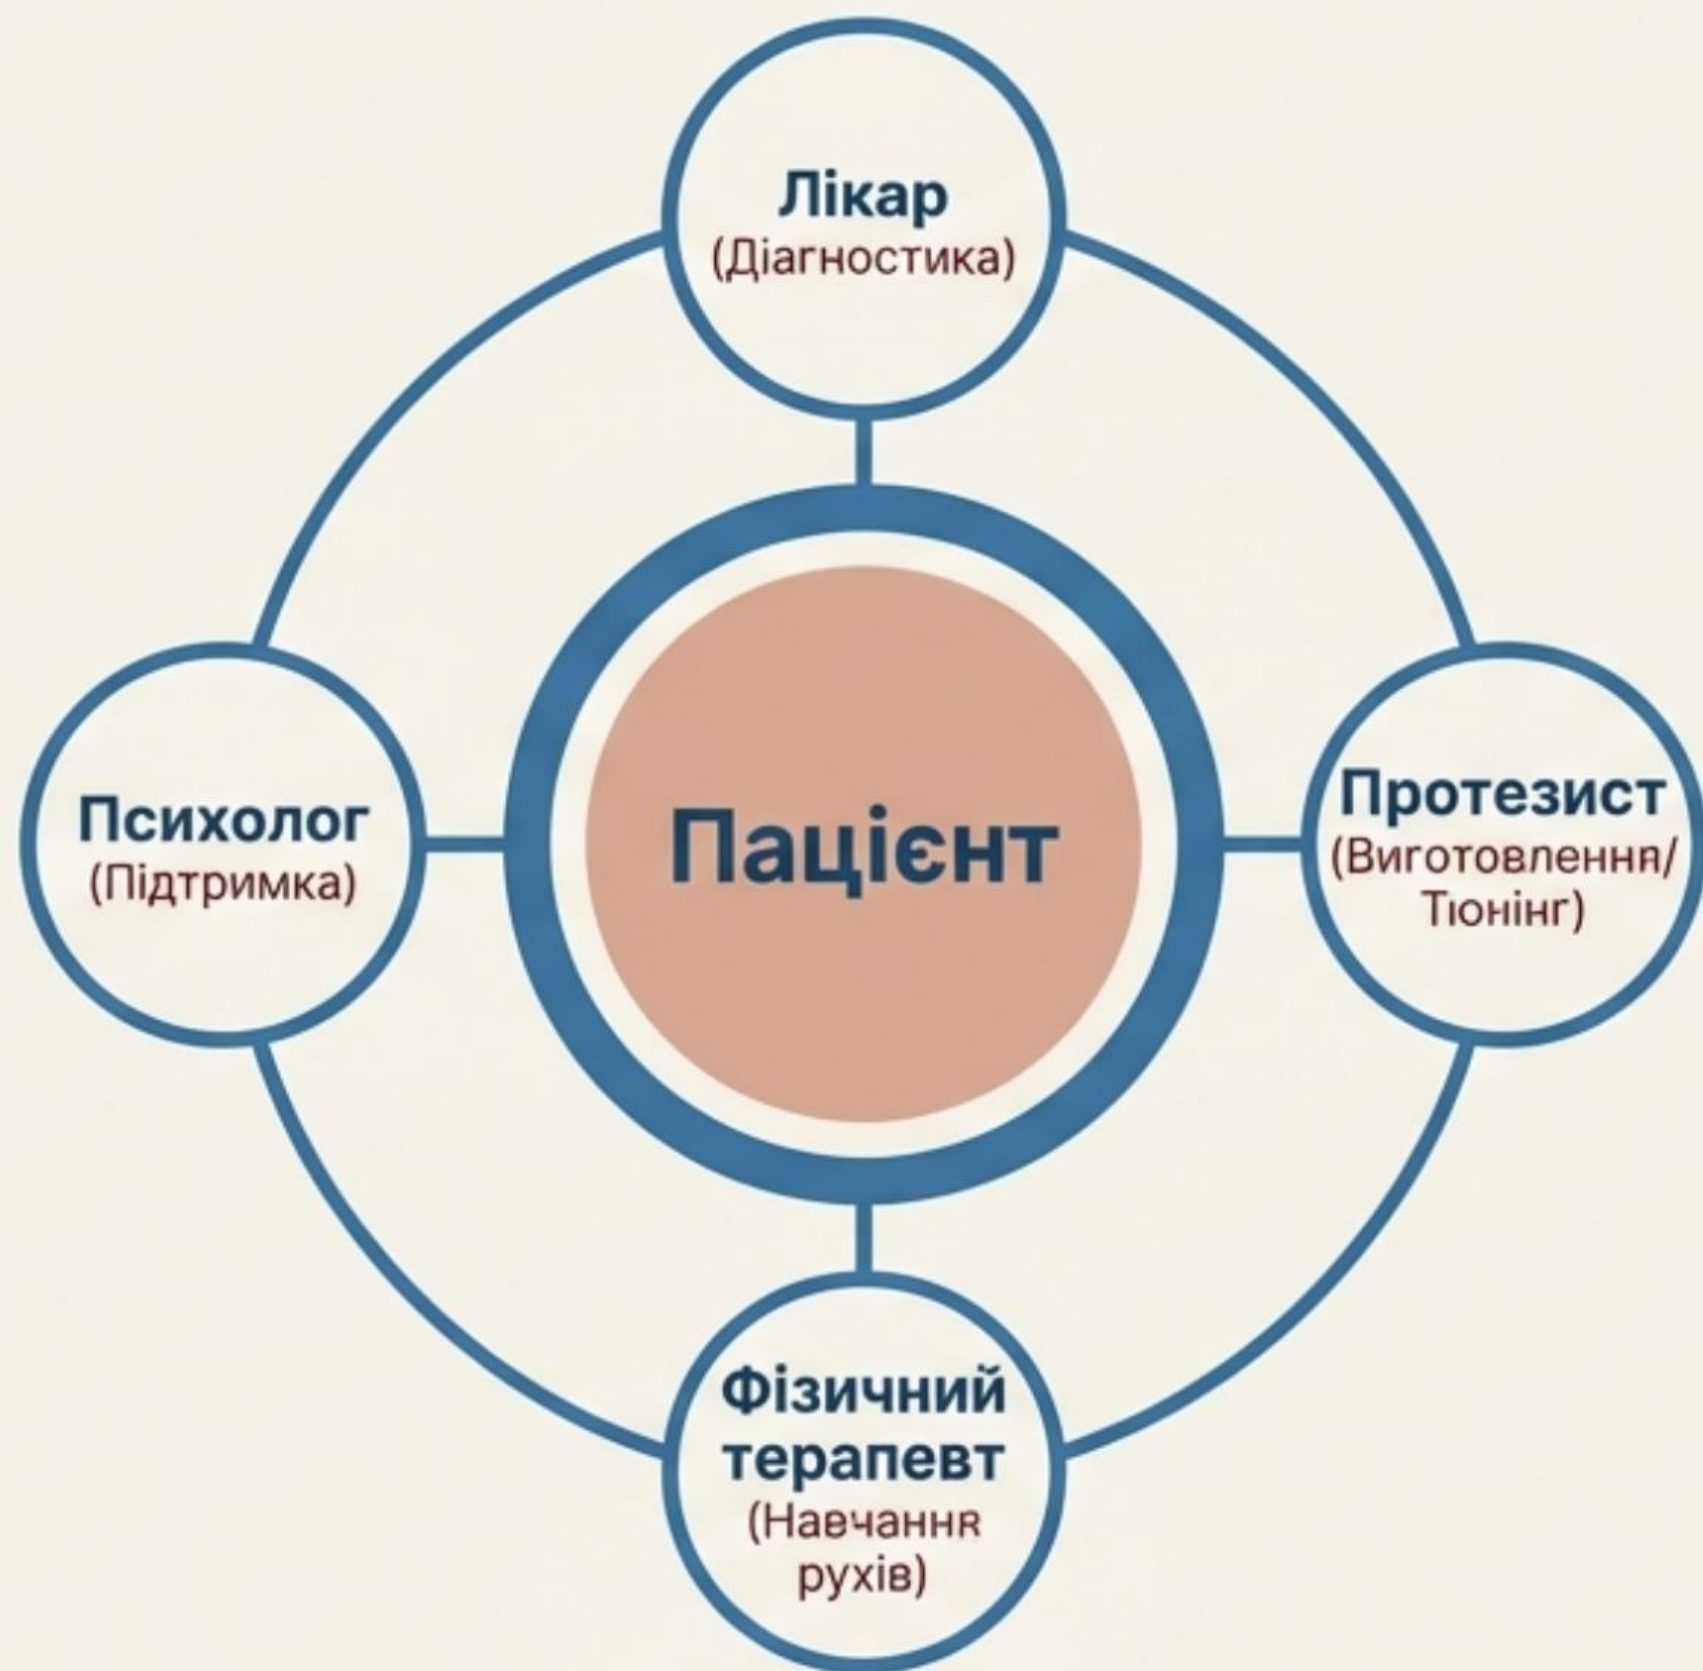 Лікар
(Діагностика)
Психолог
(Підтримка)
Пацієнт
Протезист
(Виготовлення/
Тюнінг)
Фізичний
терапевт
(Навчання
рухів)